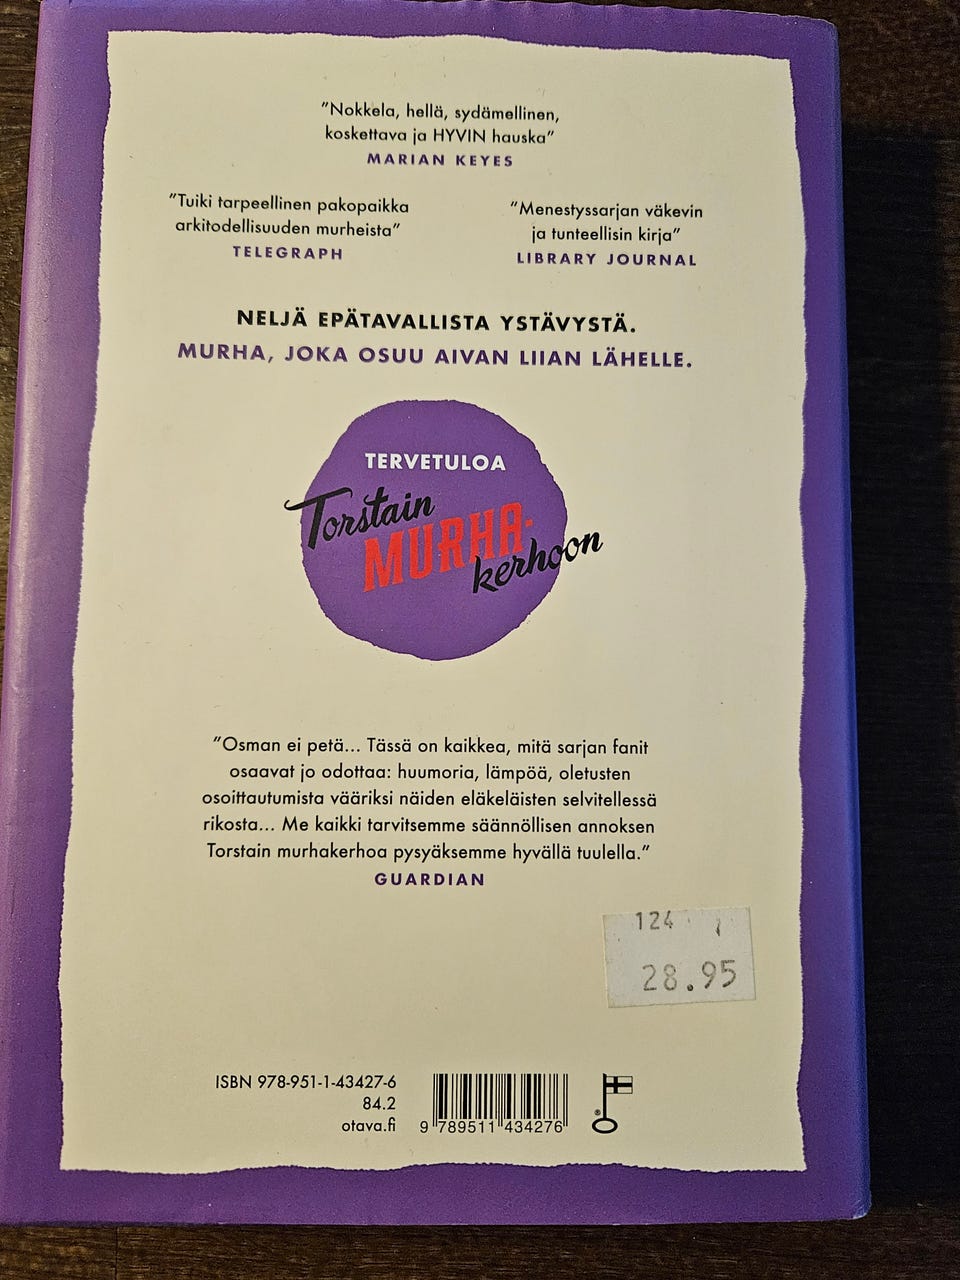 ”Nokkela, hellä, sydämellinen,
koskettava ja HYVIN hauska”
MARIAN KEYES
”Tuiki tarpeellinen pakopaikka
arkitodellisuuden murheista”
TELEGRAPH
”Menestyssarjan väkevin
ja tunteellisin kirja”
LIBRARY JOURNAL
NELJÄ EPÄTAVALLISTA YSTÄVYSTÄ.
MURHA, JOKA OSUU AIVAN LIIAN LÄHELLE.
TERVETULOA
Torstain
MURHA-
kerhoon
”Osman ei petä... Tässä on kaikkea, mitä sarjan fanit
osaavat jo odottaa: huumoria, lämpöä, oletusten
osoittautumista vääriksi näiden eläkeläisten selvitellessä
rikosta... Me kaikki tarvitsemme säännöllisen annoksen
Torstain murhakerhoa pysyäksemme hyvällä tuulella.”
GUARDIAN
124
28.95
ISBN 978-951-1-43427-6
84.2
otava.fi
9 789511 434276
®